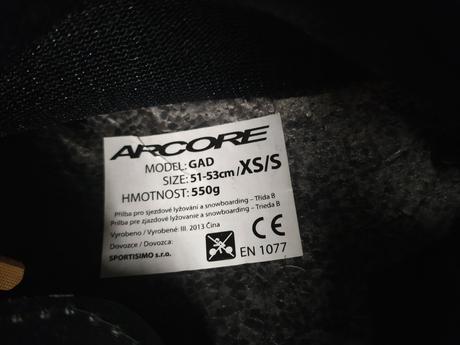 ARCORE
MODEL: GAD
SIZE: 51-53cm/XS/S
HMOTNOST: 550g
Přilba pro sjezdové lyžování a snowboarding – Třída B
Prilba pre zjazdové lyžovanie a snowboarding – Trieda B
Vyrobeno / Vyrobené: III. 2013 Čína
Dovozce / Dovozca:
SPORTISIMO s.r.o.
CE
EN 1077